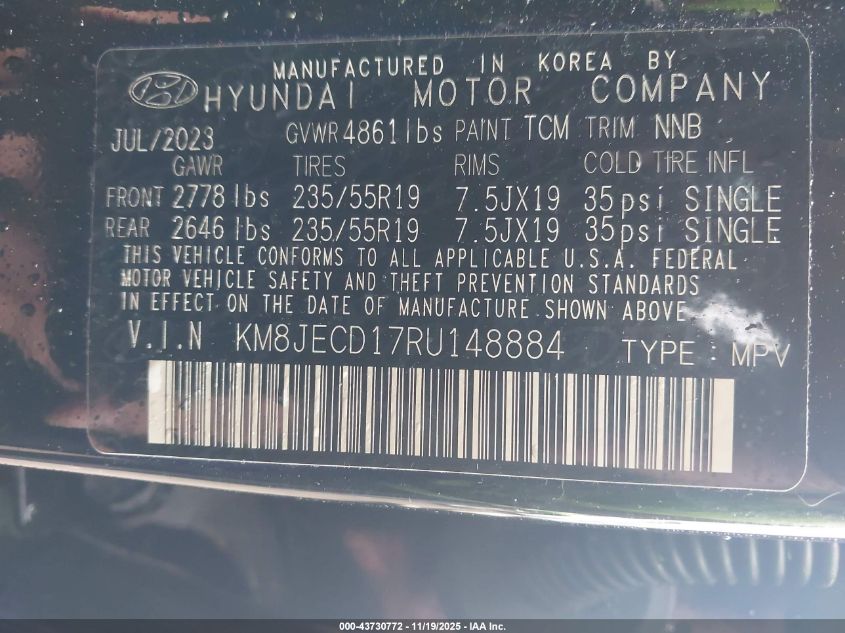 MANUFACTURED IN KOREA BY
HYUNDAI MOTOR COMPANY
JUL/2023 GVWR 4861lbs PAINT TCM TRIM NNB
GAWR TIRES RIMS COLD TIRE INFL
FRONT 2778 lbs 235/55R19 7.5JX19 35psi SINGLE
REAR 2646 lbs 235/55R19 7.5JX19 35psi SINGLE
THIS VEHICLE CONFORMS TO ALL APPLICABLE U.S.A. FEDERAL
MOTOR VEHICLE SAFETY AND THEFT PREVENTION STANDARDS
IN EFFECT ON THE DATE OF MANUFACTURE SHOWN ABOVE
V.I.N KM8JECD17RU148884 TYPE : MPV
000-43730772 - 11/19/2025 - IAA Inc.